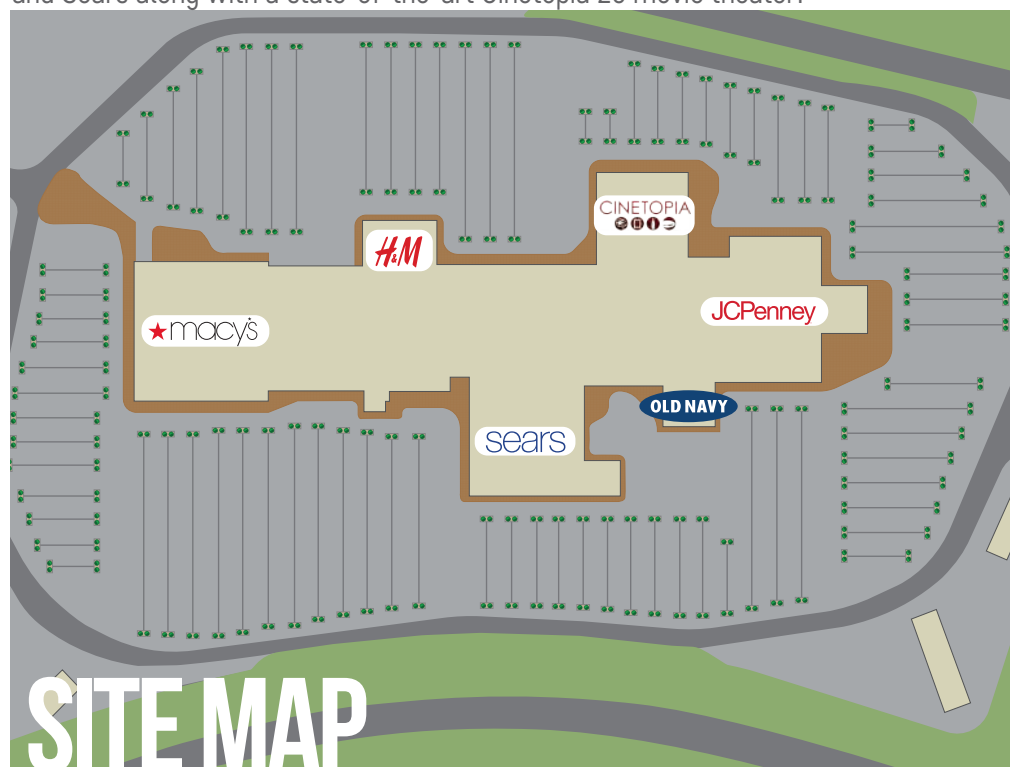 and Sears along with a state-of-the-art Cinetopia 20 movie theater.
CINETOPIA
H&M
JCPenney
macy's
OLD NAVY
sears
SITE MAP